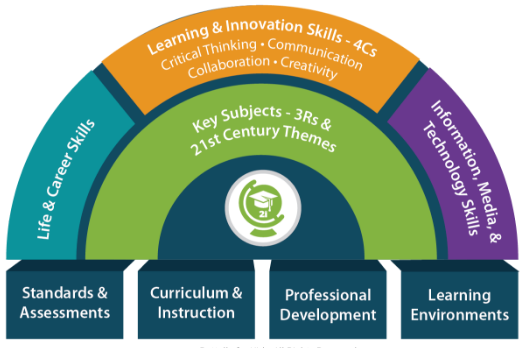 Learning & Innovation Skills - 4Cs
Critical Thinking • Communication
Collaboration • Creativity
Life & Career Skills
Key Subjects - 3Rs &
21st Century Themes
Information, Media, &
Technology Skills
21
Standards &
Assessments
Curriculum &
Instruction
Professional
Development
Learning
Environments